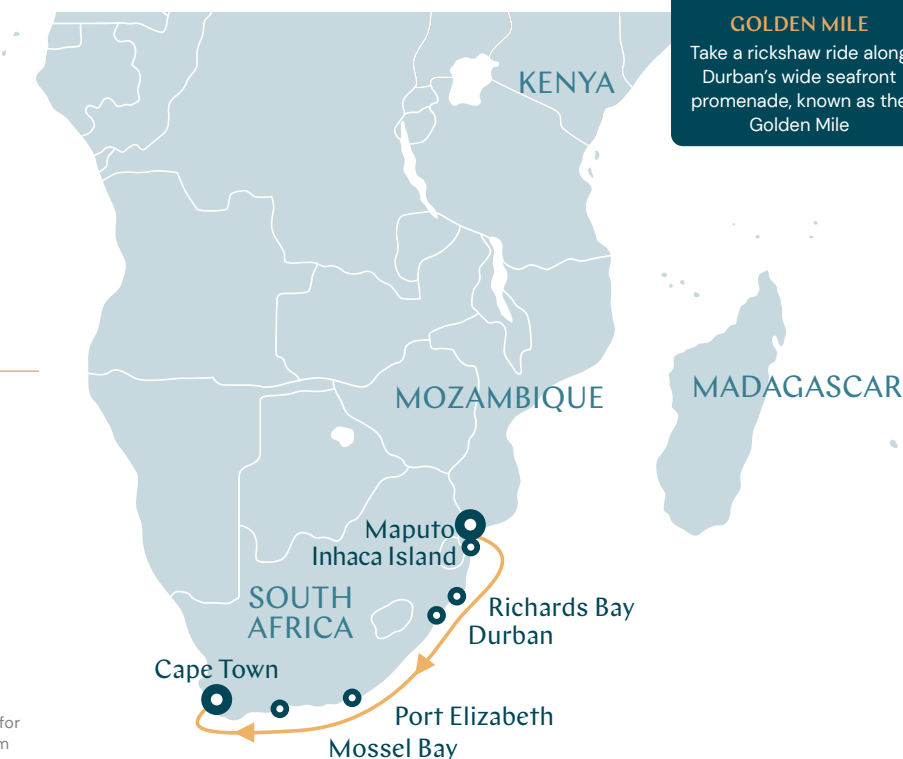 GOLDEN MILE
Take a rickshaw ride along
Durban's wide seafront
promenade, known as the
Golden Mile
KENYA
MADAGASCAR
MOZAMBIQUE
Maputo
Inhaca Island
SOUTH
AFRICA
Richards Bay
Durban
Cape Town
Port Elizabeth
Mossel Bay
for